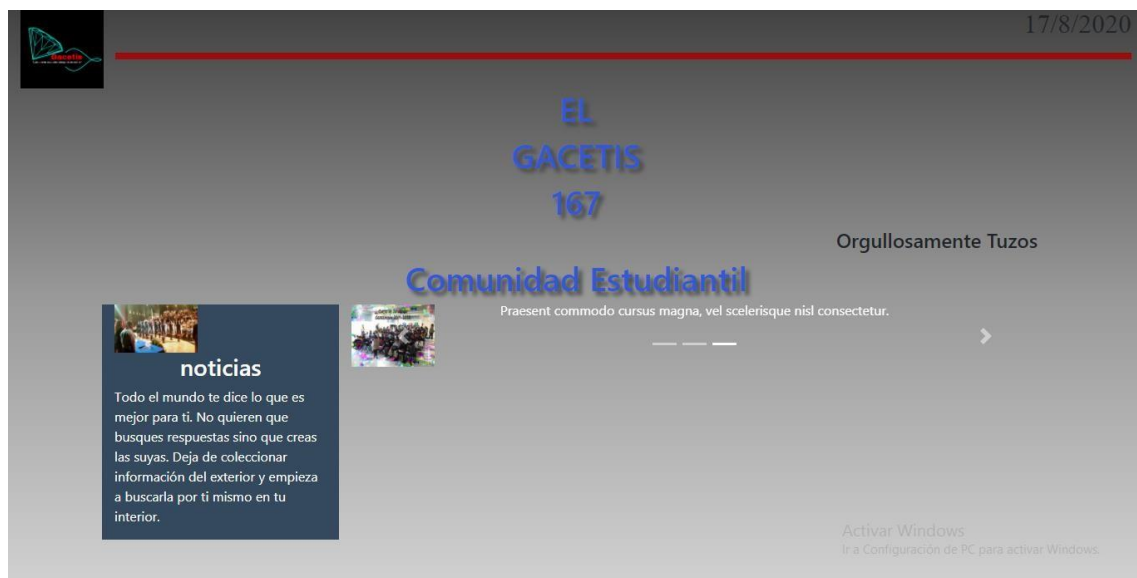 17/8/2020
Gacetis
EL
GACETIS
167
Orgullosamente Tuzos
Comunidad Estudiantil
Praesent commodo cursus magna, vel scelerisque nisl consectetur.
noticias
Todo el mundo te dice lo que es
mejor para ti. No quieren que
busques respuestas sino que creas
las suyas. Deja de coleccionar
información del exterior y empieza
a buscarla por ti mismo en tu
interior.
Activar Windows
Ir a Configuración de PC para activar Windows.